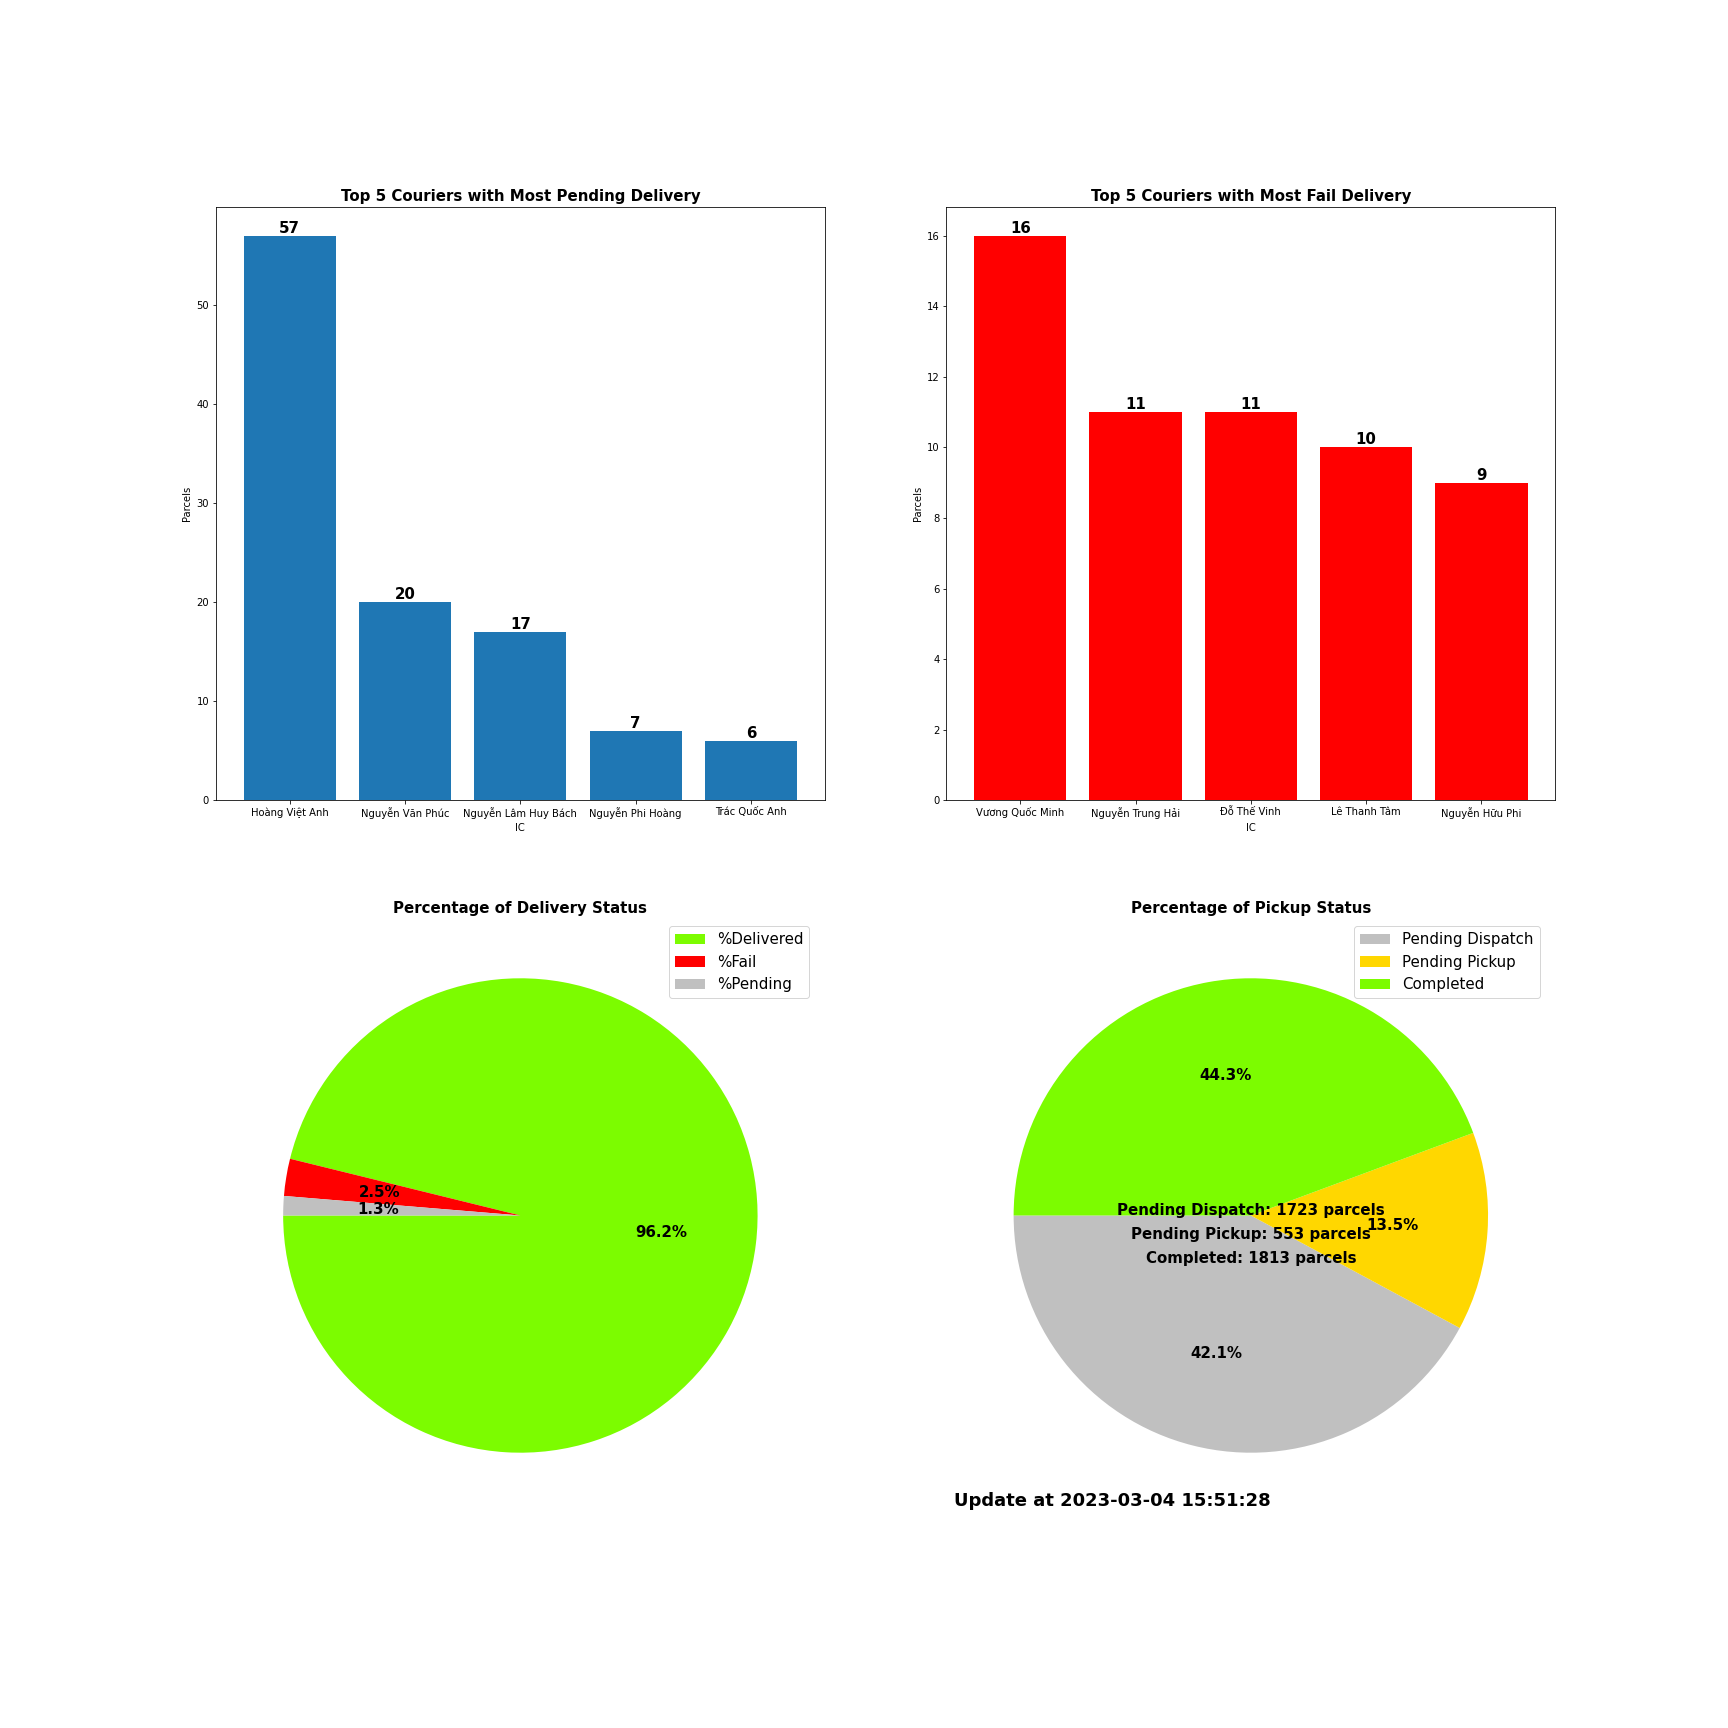 Top 5 Couriers with Most Pending Delivery
57
20
17
7
6
50
40
30
20
10
0
Parcels
Hoàng Việt Anh
Nguyễn Văn Phúc
Nguyễn Lâm Huy Bách
Nguyễn Phi Hoàng
Trác Quốc Anh
IC
Top 5 Couriers with Most Fail Delivery
16
11
11
10
9
16
14
12
10
8
6
4
2
0
Parcels
Vương Quốc Minh
Nguyễn Trung Hải
Đỗ Thế Vinh
Lê Thanh Tâm
Nguyễn Hữu Phi
IC
Percentage of Delivery Status
%Delivered
%Fail
%Pending
2.5%
1.3%
96.2%
Percentage of Pickup Status
Pending Dispatch
Pending Pickup
Completed
44.3%
Pending Dispatch: 1723 parcels
13.5%
Pending Pickup: 553 parcels
Completed: 1813 parcels
42.1%
Update at 2023-03-04 15:51:28